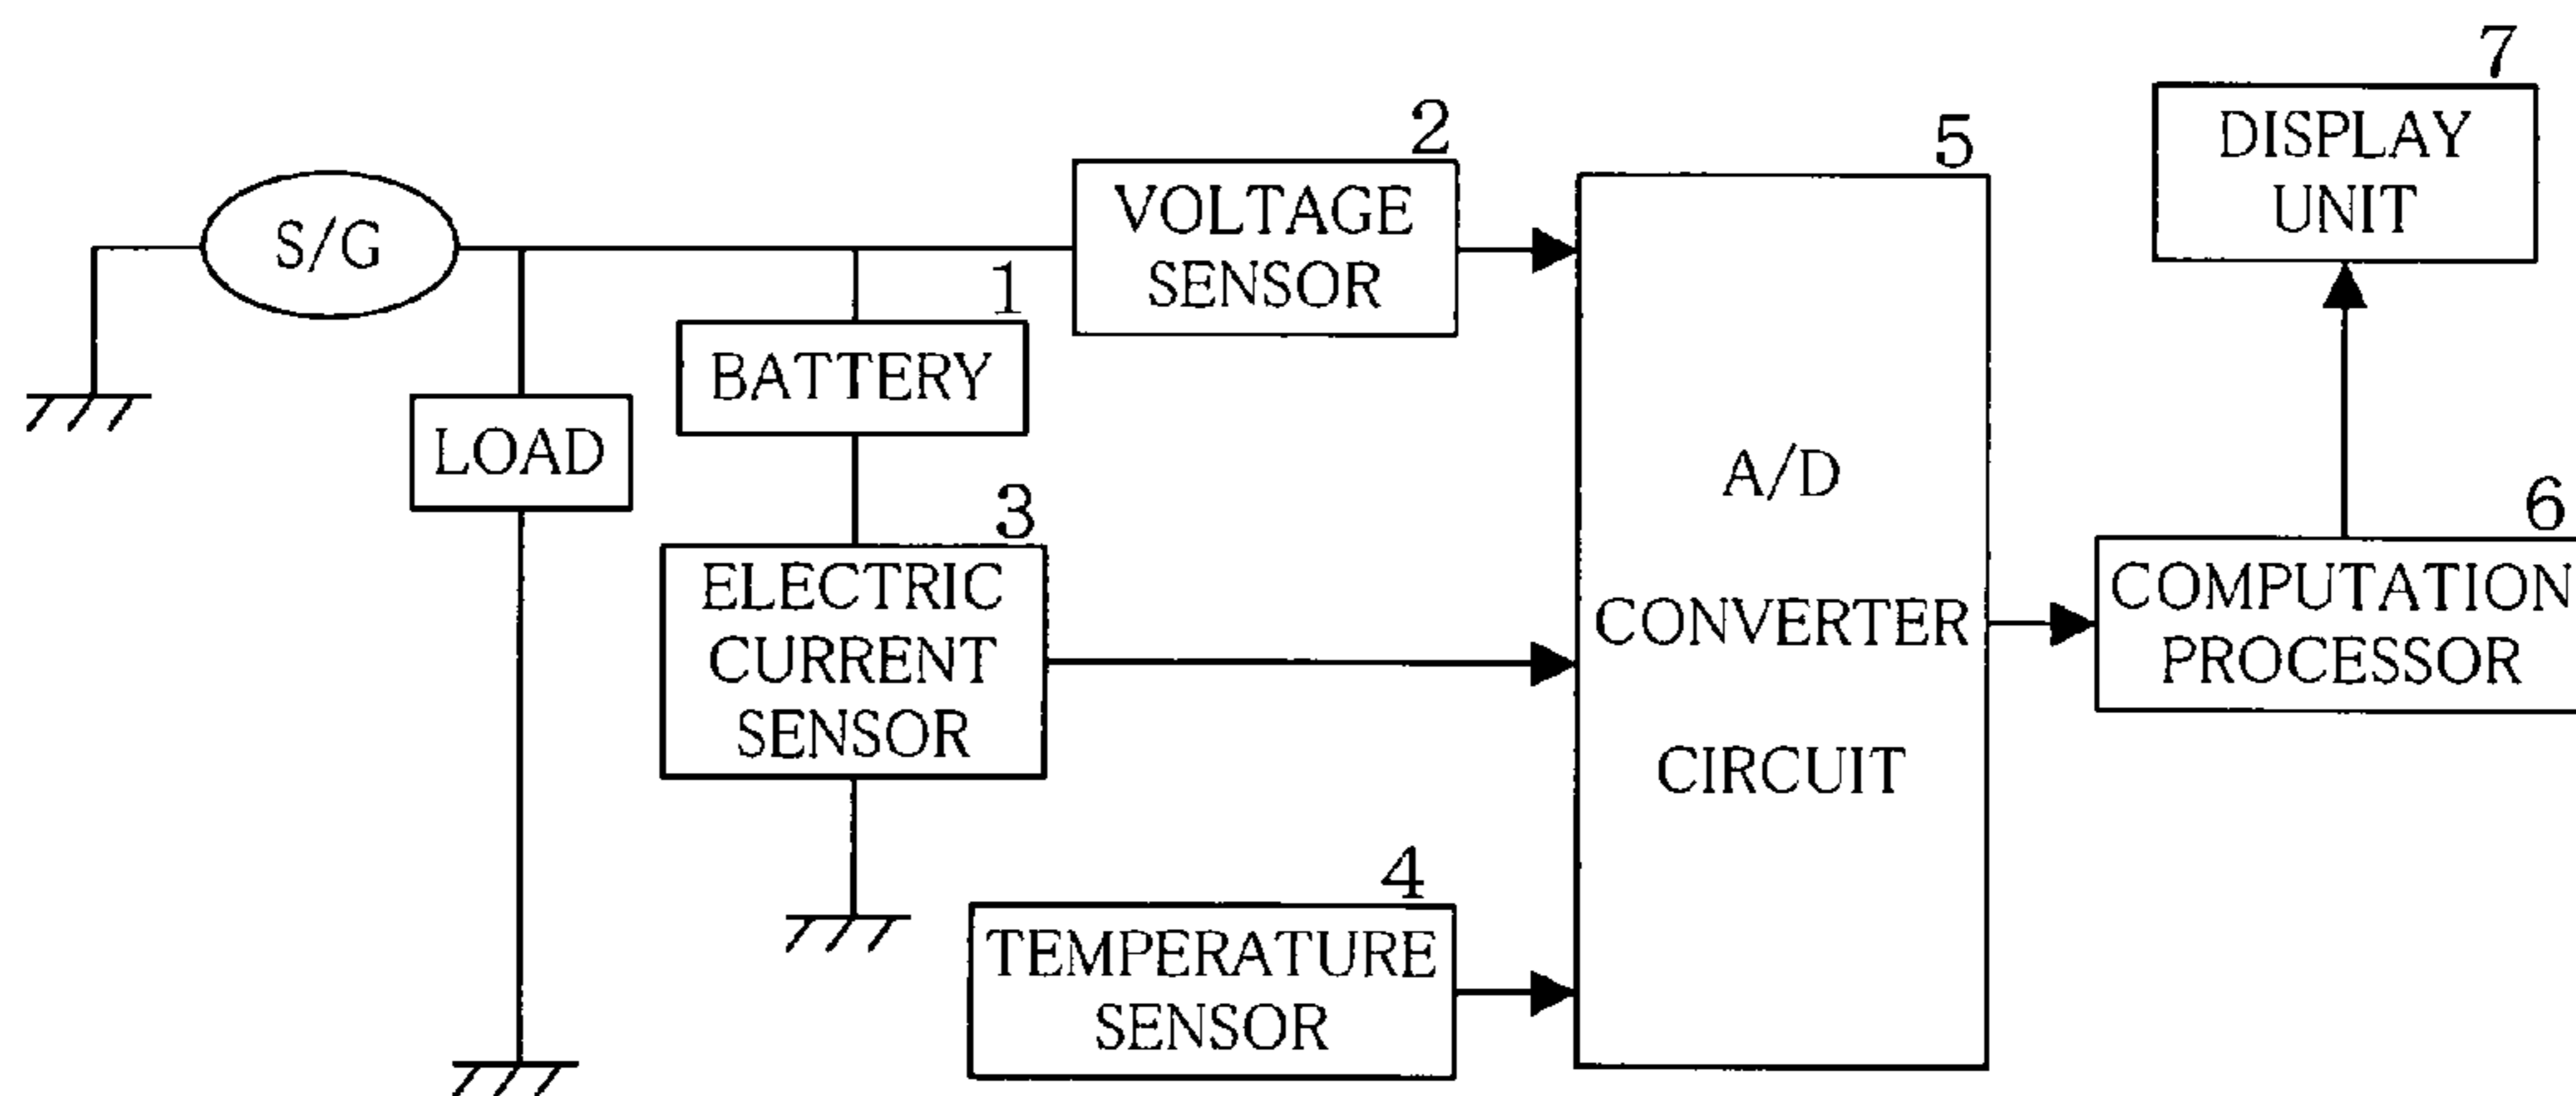 7
DISPLAY
UNIT
2
VOLTAGE
SENSOR
5
S/G
1
BATTERY
LOAD
3
ELECTRIC
CURRENT
SENSOR
A/D
CONVERTER
CIRCUIT
6
COMPUTATION
PROCESSOR
4
TEMPERATURE
SENSOR